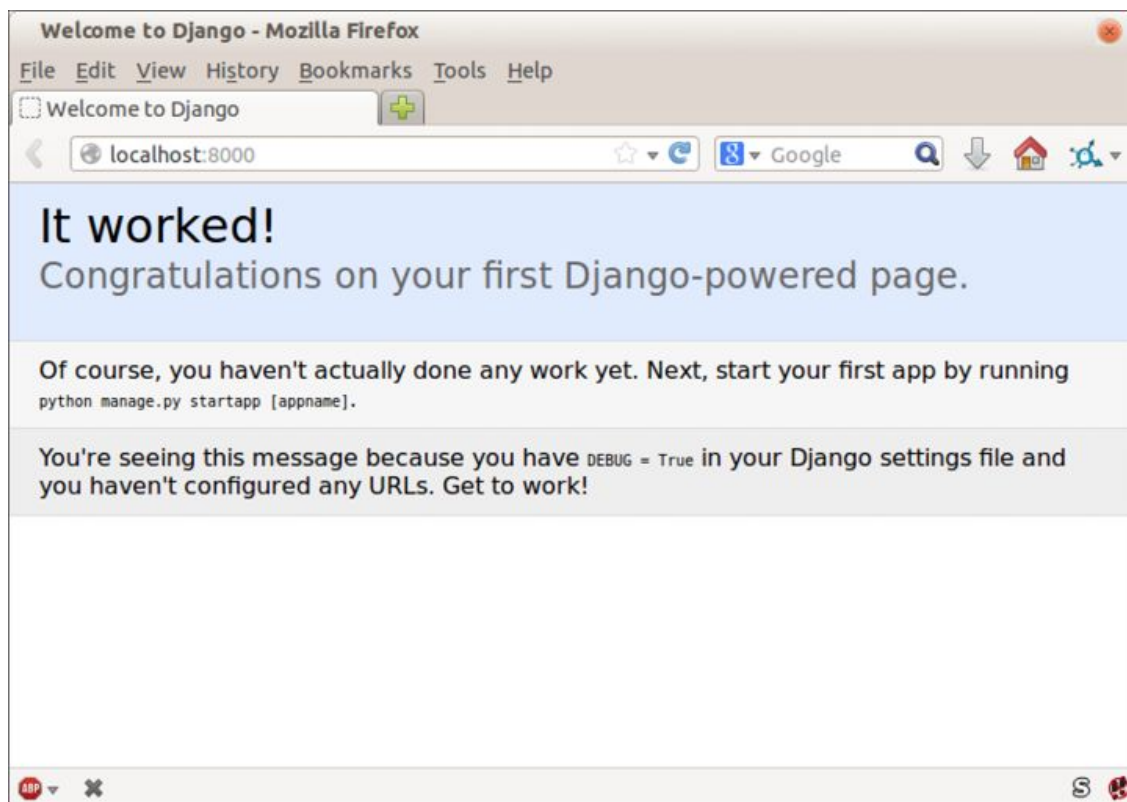 Welcome to Django - Mozilla Firefox
File Edit View History Bookmarks Tools Help
Welcome to Django
localhost:8000 Google
It worked!
Congratulations on your first Django-powered page.
Of course, you haven't actually done any work yet. Next, start your first app by running
python manage.py startapp [appname].
You're seeing this message because you have DEBUG = True in your Django settings file and
you haven't configured any URLs. Get to work!
ABP S